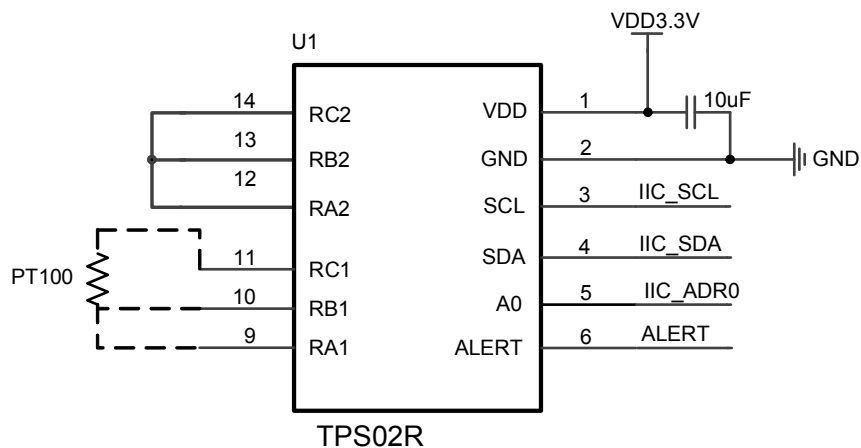 VDD3.3V
U1
14 RC2 VDD 1 10uF
13 RB2 GND 2 GND
12 RA2 SCL 3 IIC_SCL
11 RC1 SDA 4 IIC_SDA
PT100
10 RB1 A0 5 IIC_ADR0
9 RA1 ALERT 6 ALERT
TPS02R